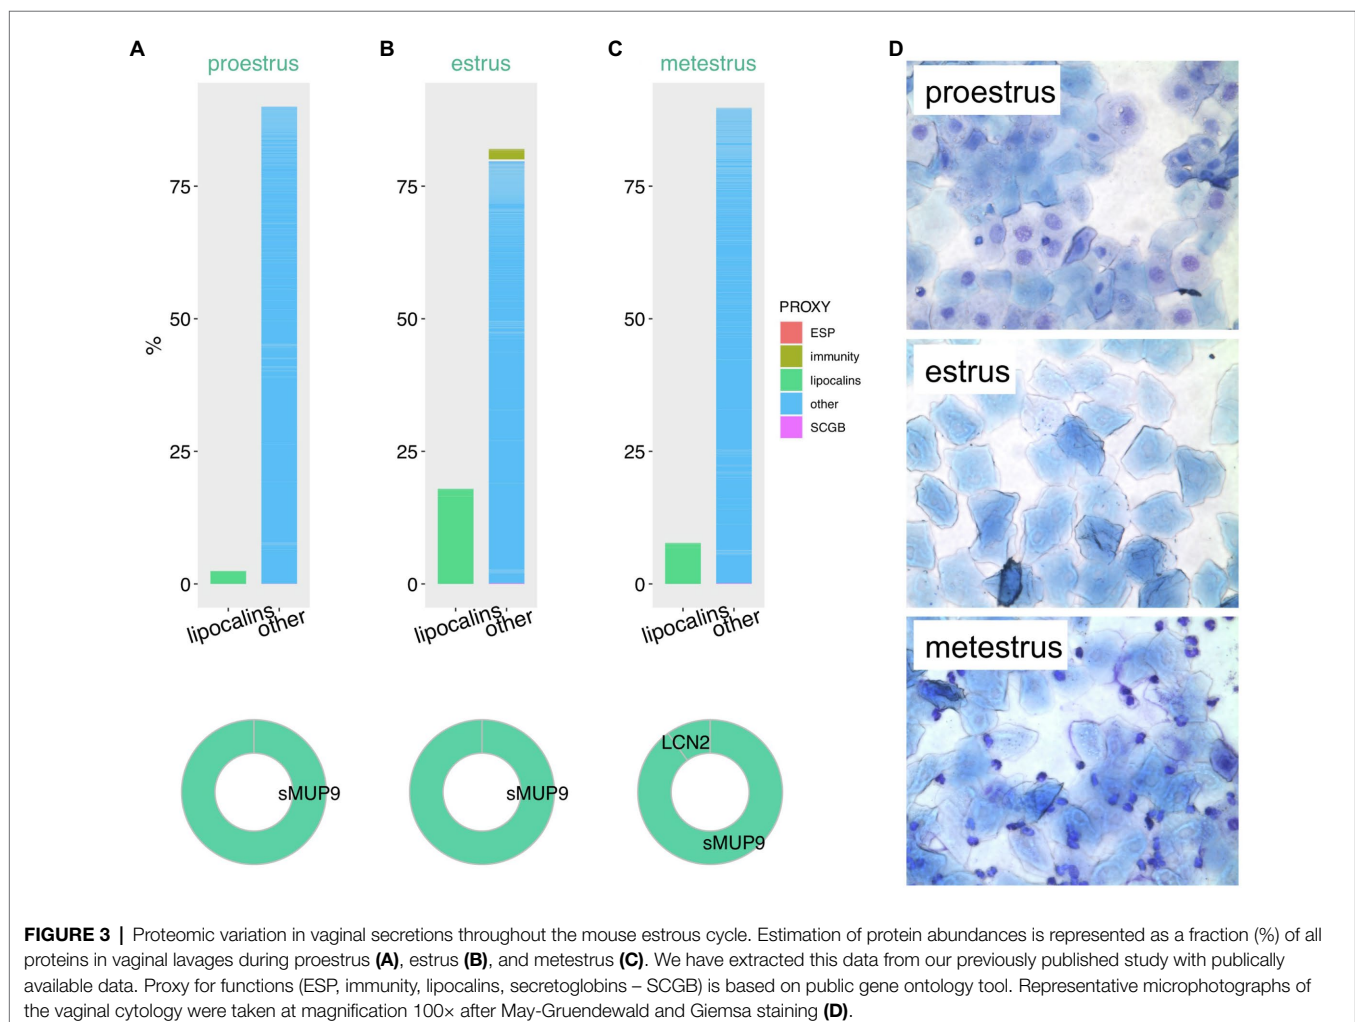 A
B
C
D
proestrus
estrus
metestrus
%
75
50
25
0
lipocalins
other
75
50
25
0
lipocalins
other
75
50
25
0
lipocalins
other
PROXY
ESP
immunity
lipocalins
other
SCGB
sMUP9
sMUP9
LCN2
sMUP9
proestrus
estrus
metestrus
FIGURE 3 | Proteomic variation in vaginal secretions throughout the mouse estrous cycle. Estimation of protein abundances is represented as a fraction (%) of all
proteins in vaginal lavages during proestrus (A), estrus (B), and metestrus (C). We have extracted this data from our previously published study with publically
available data. Proxy for functions (ESP, immunity, lipocalins, secretoglobins – SCGB) is based on public gene ontology tool. Representative microphotographs of
the vaginal cytology were taken at magnification 100× after May-Gruendewald and Giemsa staining (D).